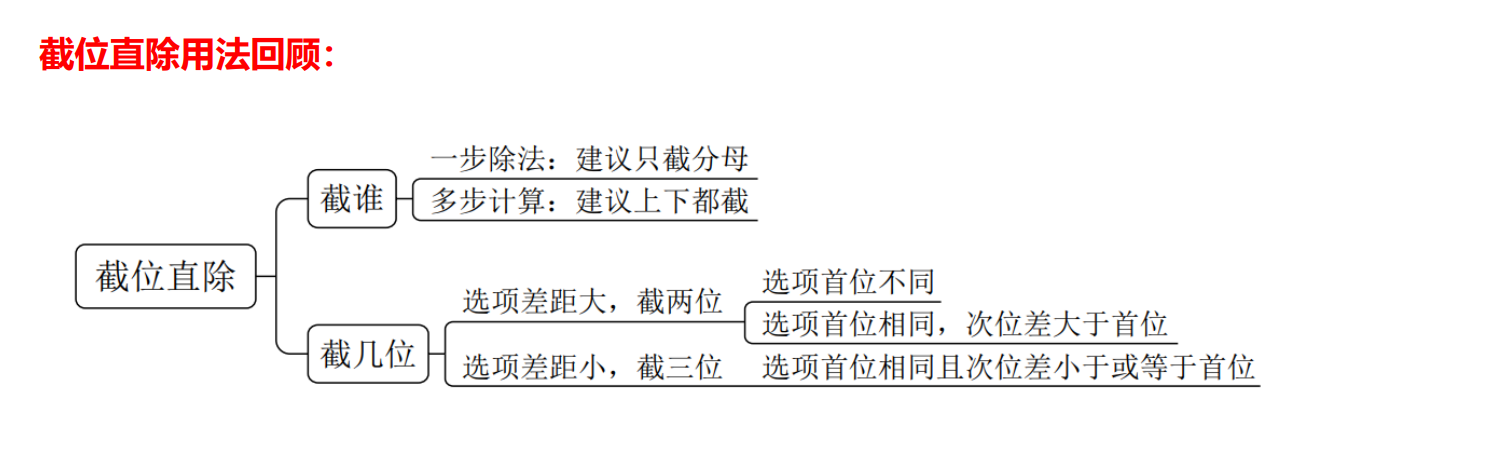 截位直除用法回顾：
截位直除
截谁
一步除法：建议只截分母
多步计算：建议上下都截
截几位
选项差距大，截两位
选项首位不同
选项首位相同，次位差大于首位
选项差距小，截三位
选项首位相同且次位差小于或等于首位